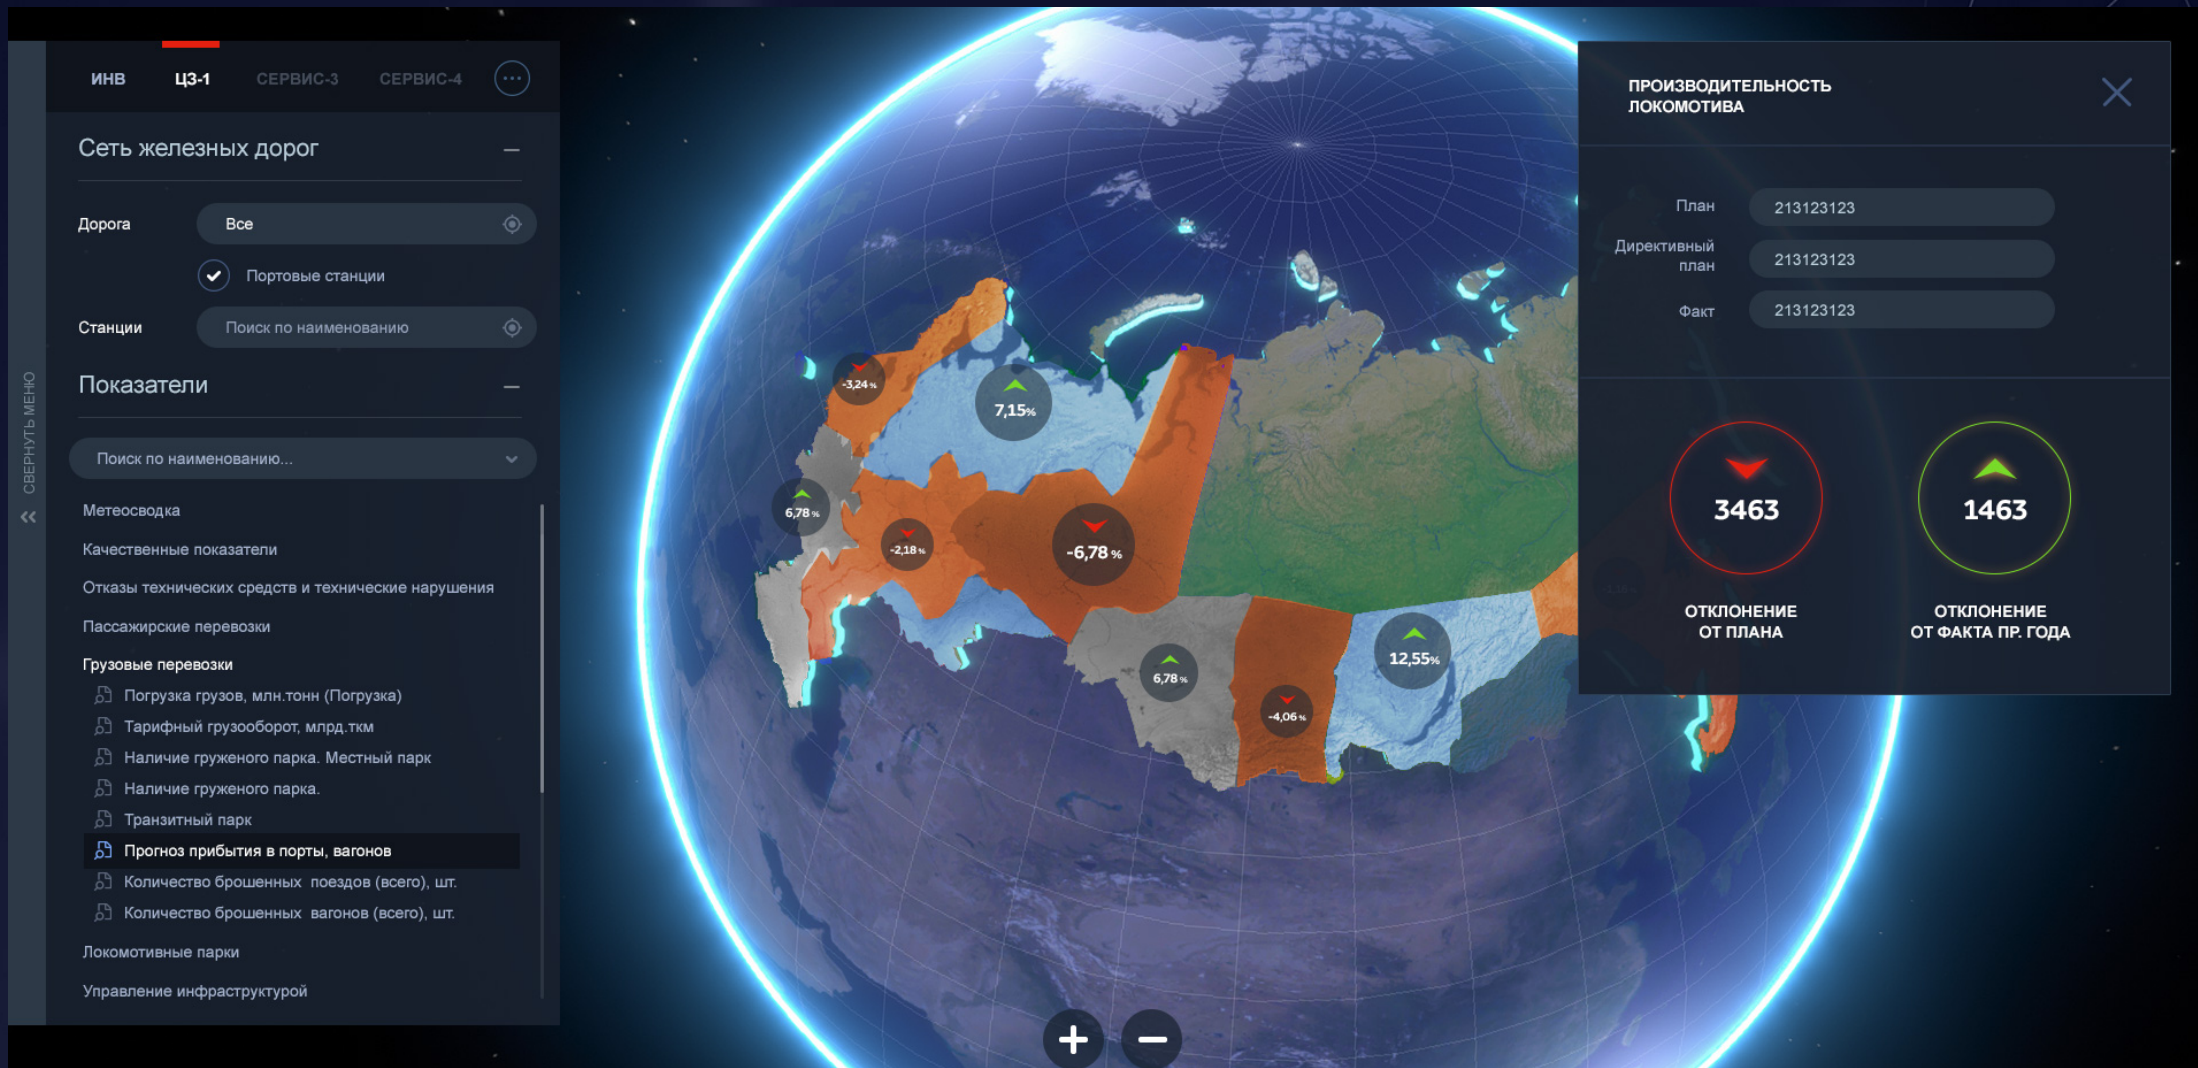 ИНВ
ЦЗ-1
СЕРВИС-3
СЕРВИС-4
Сеть железных дорог
Дорога
Все
Портовые станции
Станции
Поиск по наименованию
Показатели
Поиск по наименованию...
Метеосводка
Качественные показатели
Отказы технических средств и технические нарушения
Пассажирские перевозки
Грузовые перевозки
Погрузка грузов, млн.тонн (Погрузка)
Тарифный грузооборот, млрд.ткм
Наличие груженого парка. Местный парк
Наличие груженого парка.
Транзитный парк
Прогноз прибытия в порты, вагонов
Количество брошенных поездов (всего), шт.
Количество брошенных вагонов (всего), шт.
Локомотивные парки
Управление инфраструктурой
СВЕРНУТЬ МЕНЮ
-3,24 %
7,15%
6,78 %
-2,18 %
-6,78 %
6,78 %
-4,06 %
12,55%
ПРОИЗВОДИТЕЛЬНОСТЬ
ЛОКОМОТИВА
План
213123123
Директивный
план
213123123
Факт
213123123
3463
1463
ОТКЛОНЕНИЕ
ОТ ПЛАНА
ОТКЛОНЕНИЕ
ОТ ФАКТА ПР. ГОДА